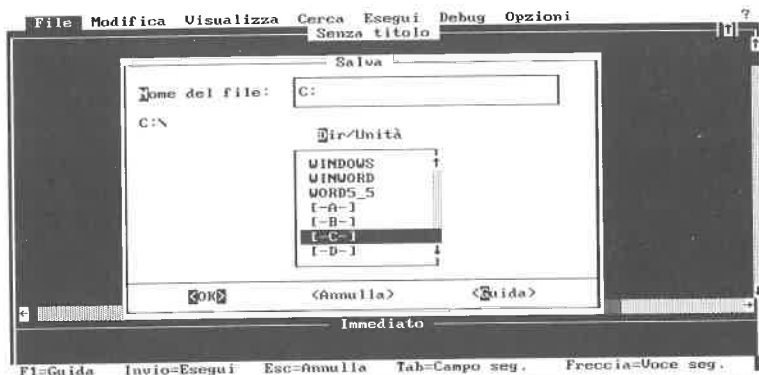 File Modifica Visualizza Cerca Esegui Debug Opzioni ?
Senza titolo
Salva
Nome del file: C:
C:\
Dir/Unità
WINDOWS
WINWORD
WORD5_5
[-A-]
[-B-]
[-C-]
[-D-]
<OK> <Annulla> <Guida>
Immediato
F1=Guida Invio=Esegui Esc=Annulla Tab=Campo seg. Freccia=Voce seg.